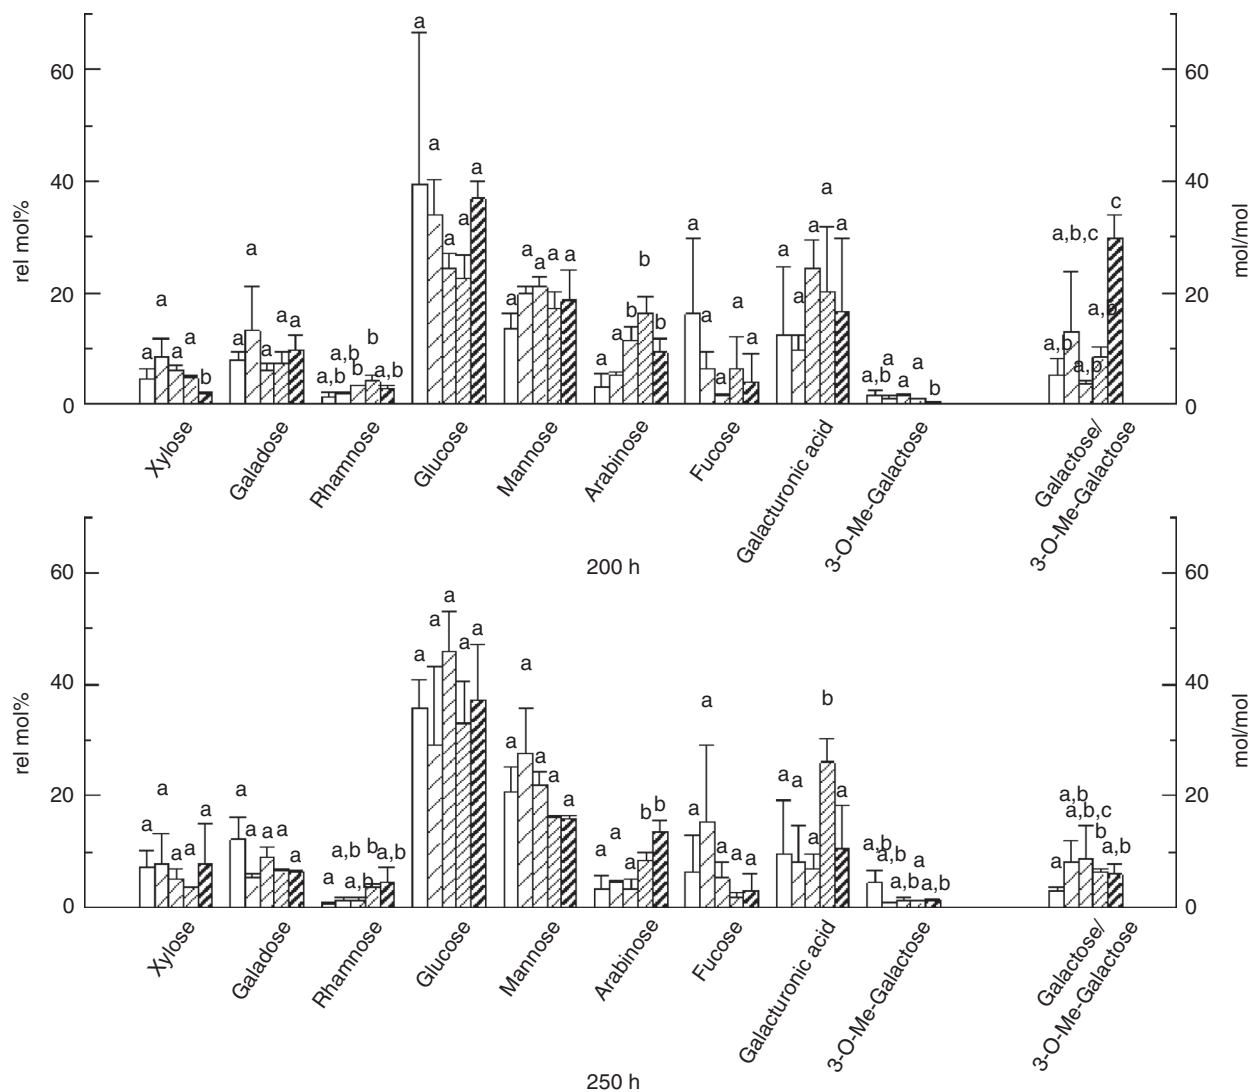 a
60
60
a
a
40
40
a
a
c
rel mol%
a
a
a
a
a
a
a,b,c
mol/mol
a
a a
b
a
20
20
a
a
a
b
a
a
a,b
a a
a a
b
b
a
a,b
a
a
a
a,b b
a,b
a
b
a,b
a,b
a,b
a
b
0
0
Xylose
Galadose
Rhamnose
Glucose
Mannose
Arabinose
Fucose
Galacturonic acid
3-O-Me-Galactose
Galactose/
3-O-Me-Galactose
200 h
60
60
a
a a
a
a
a
40
40
a
b
rel mol%
a
mol/mol
a
a
a
a a
20
20
a
a
a
a
a a
a,b
a
a
a
b b
a
a
a,b,c
a a
a,b b
a
a
a,b
b
a
a a
a,b
a
a
a a
a
a,b
a
a,b
a
a,b
a
a,b
a,b
0
0
Xylose
Galadose
Rhamnose
Glucose
Mannose
Arabinose
Fucose
Galacturonic acid
3-O-Me-Galactose
Galactose/
3-O-Me-Galactose
250 h